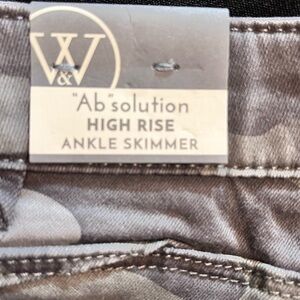 W&
"Ab"solution
HIGH RISE
ANKLE SKIMMER